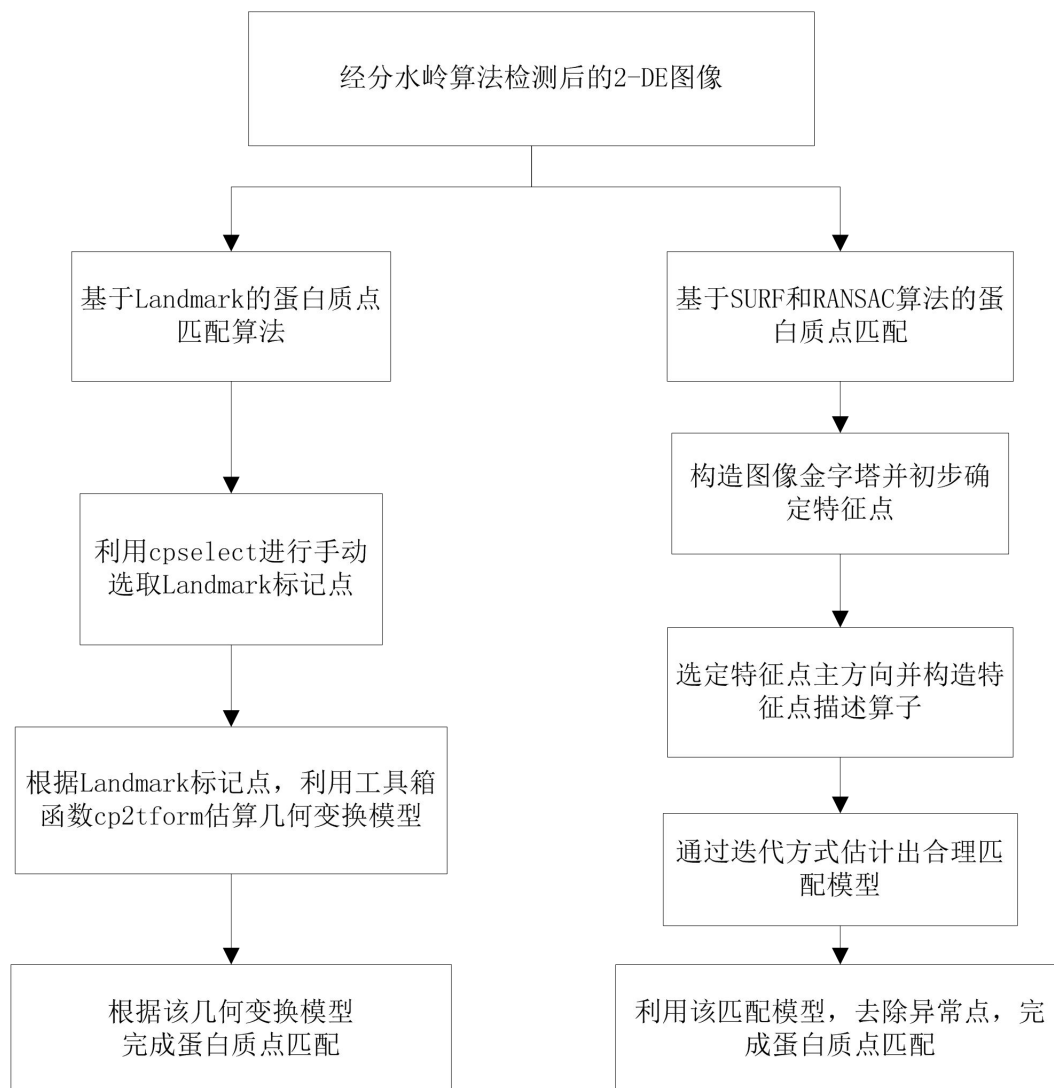 经分水岭算法检测后的2-DE图像
基于Landmark的蛋白质点
匹配算法
基于SURF和RANSAC算法的蛋
白质点匹配
构造图像金字塔并初步确
定特征点
利用cpselect进行手动
选取Landmark标记点
选定特征点主方向并构造特
征点描述算子
根据Landmark标记点，利用工具箱
函数cp2tform估算几何变换模型
通过迭代方式估计出合理匹
配模型
根据该几何变换模型
完成蛋白质点匹配
利用该匹配模型，去除异常点，完
成蛋白质点匹配